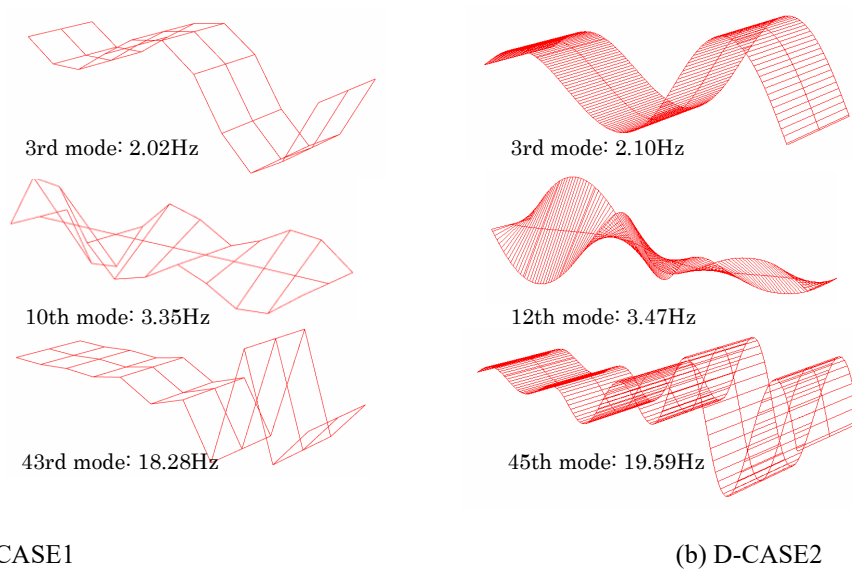 3rd mode: 2.02Hz
3rd mode: 2.10Hz
10th mode: 3.35Hz
12th mode: 3.47Hz
43rd mode: 18.28Hz
45th mode: 19.59Hz
CASE1
(b) D-CASE2